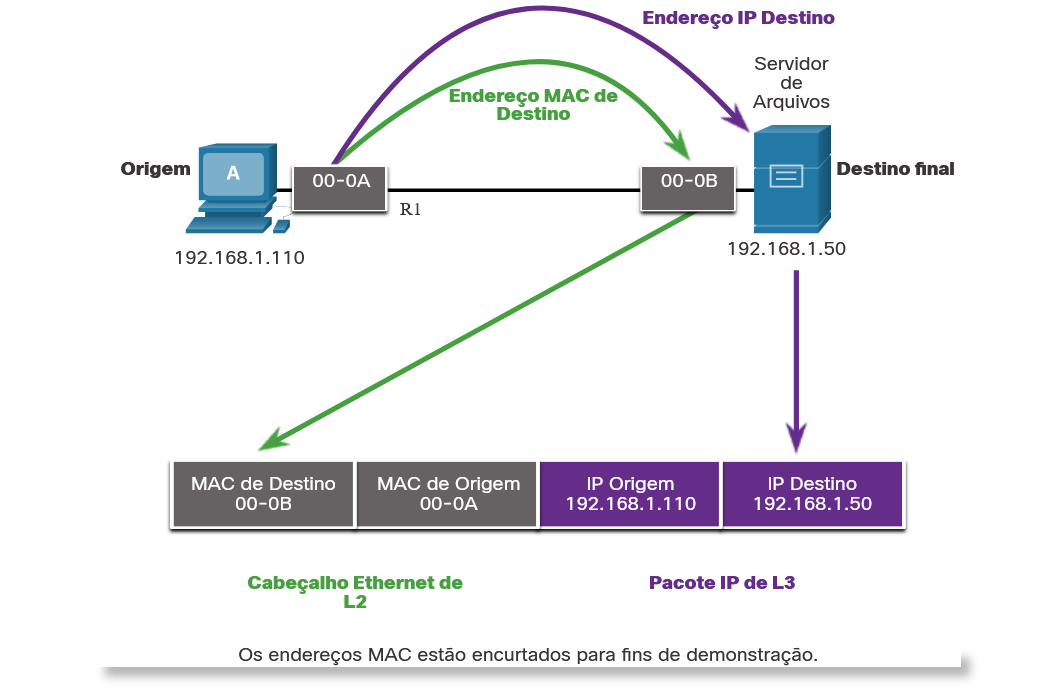 Endereço IP Destino
Servidor
de
Arquivos
Endereço MAC de
Destino
Origem
A
00-0A
R1
00-0B
Destino final
192.168.1.110
192.168.1.50
MAC de Destino
00-0B
MAC de Origem
00-0A
IP Origem
192.168.1.110
IP Destino
192.168.1.50
Cabeçalho Ethernet de
L2
Pacote IP de L3
Os endereços MAC estão encurtados para fins de demonstração.